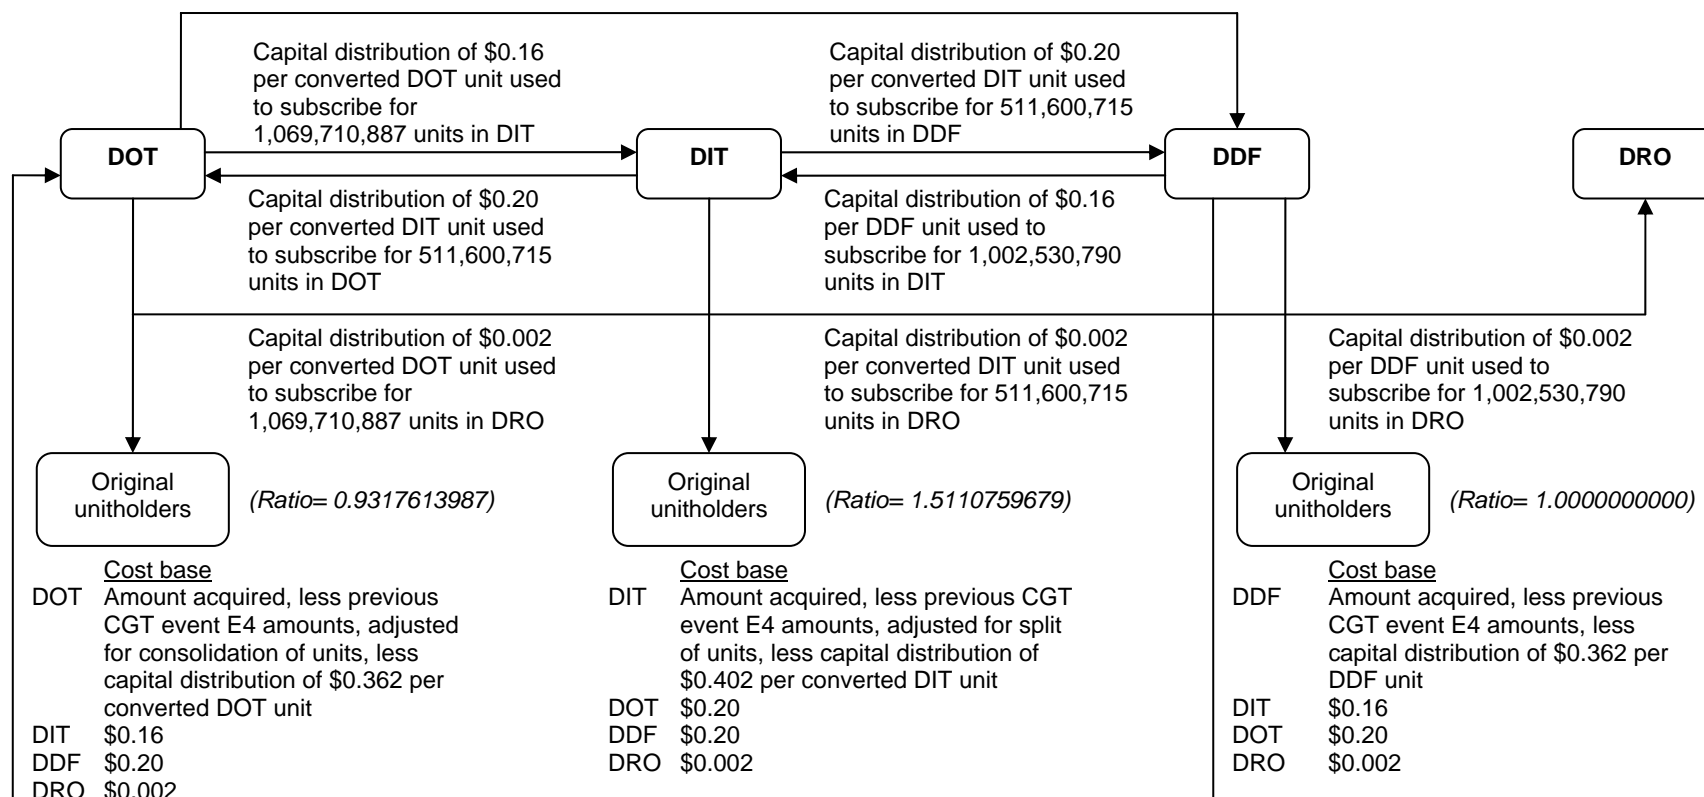 Capital distribution of $0.16
per converted DOT unit used
to subscribe for
1,069,710,887 units in DIT
Capital distribution of $0.20
per converted DIT unit used
to subscribe for 511,600,715
units in DDF
DOT
DIT
DDF
DRO
Capital distribution of $0.20
per converted DIT unit used
to subscribe for 511,600,715
units in DOT
Capital distribution of $0.16
per DDF unit used to
subscribe for 1,002,530,790
units in DIT
Capital distribution of $0.002
per converted DOT unit used
to subscribe for
1,069,710,887 units in DRO
Capital distribution of $0.002
per converted DIT unit used
to subscribe for 511,600,715
units in DRO
Capital distribution of $0.002
per DDF unit used to
subscribe for 1,002,530,790
units in DRO
Original
unitholders
(Ratio= 0.9317613987)
Original
unitholders
(Ratio= 1.5110759679)
Original
unitholders
(Ratio= 1.0000000000)
Cost base
DOT Amount acquired, less previous
CGT event E4 amounts, adjusted
for consolidation of units, less
capital distribution of $0.362 per
converted DOT unit
DIT $0.16
DDF $0.20
DRO $0.002
Cost base
DIT Amount acquired, less previous CGT
event E4 amounts, adjusted for split
of units, less capital distribution of
$0.402 per converted DIT unit
DOT $0.20
DDF $0.20
DRO $0.002
Cost base
DDF Amount acquired, less previous
CGT event E4 amounts, less
capital distribution of $0.362 per
DDF unit
DIT $0.16
DOT $0.20
DRO $0.002